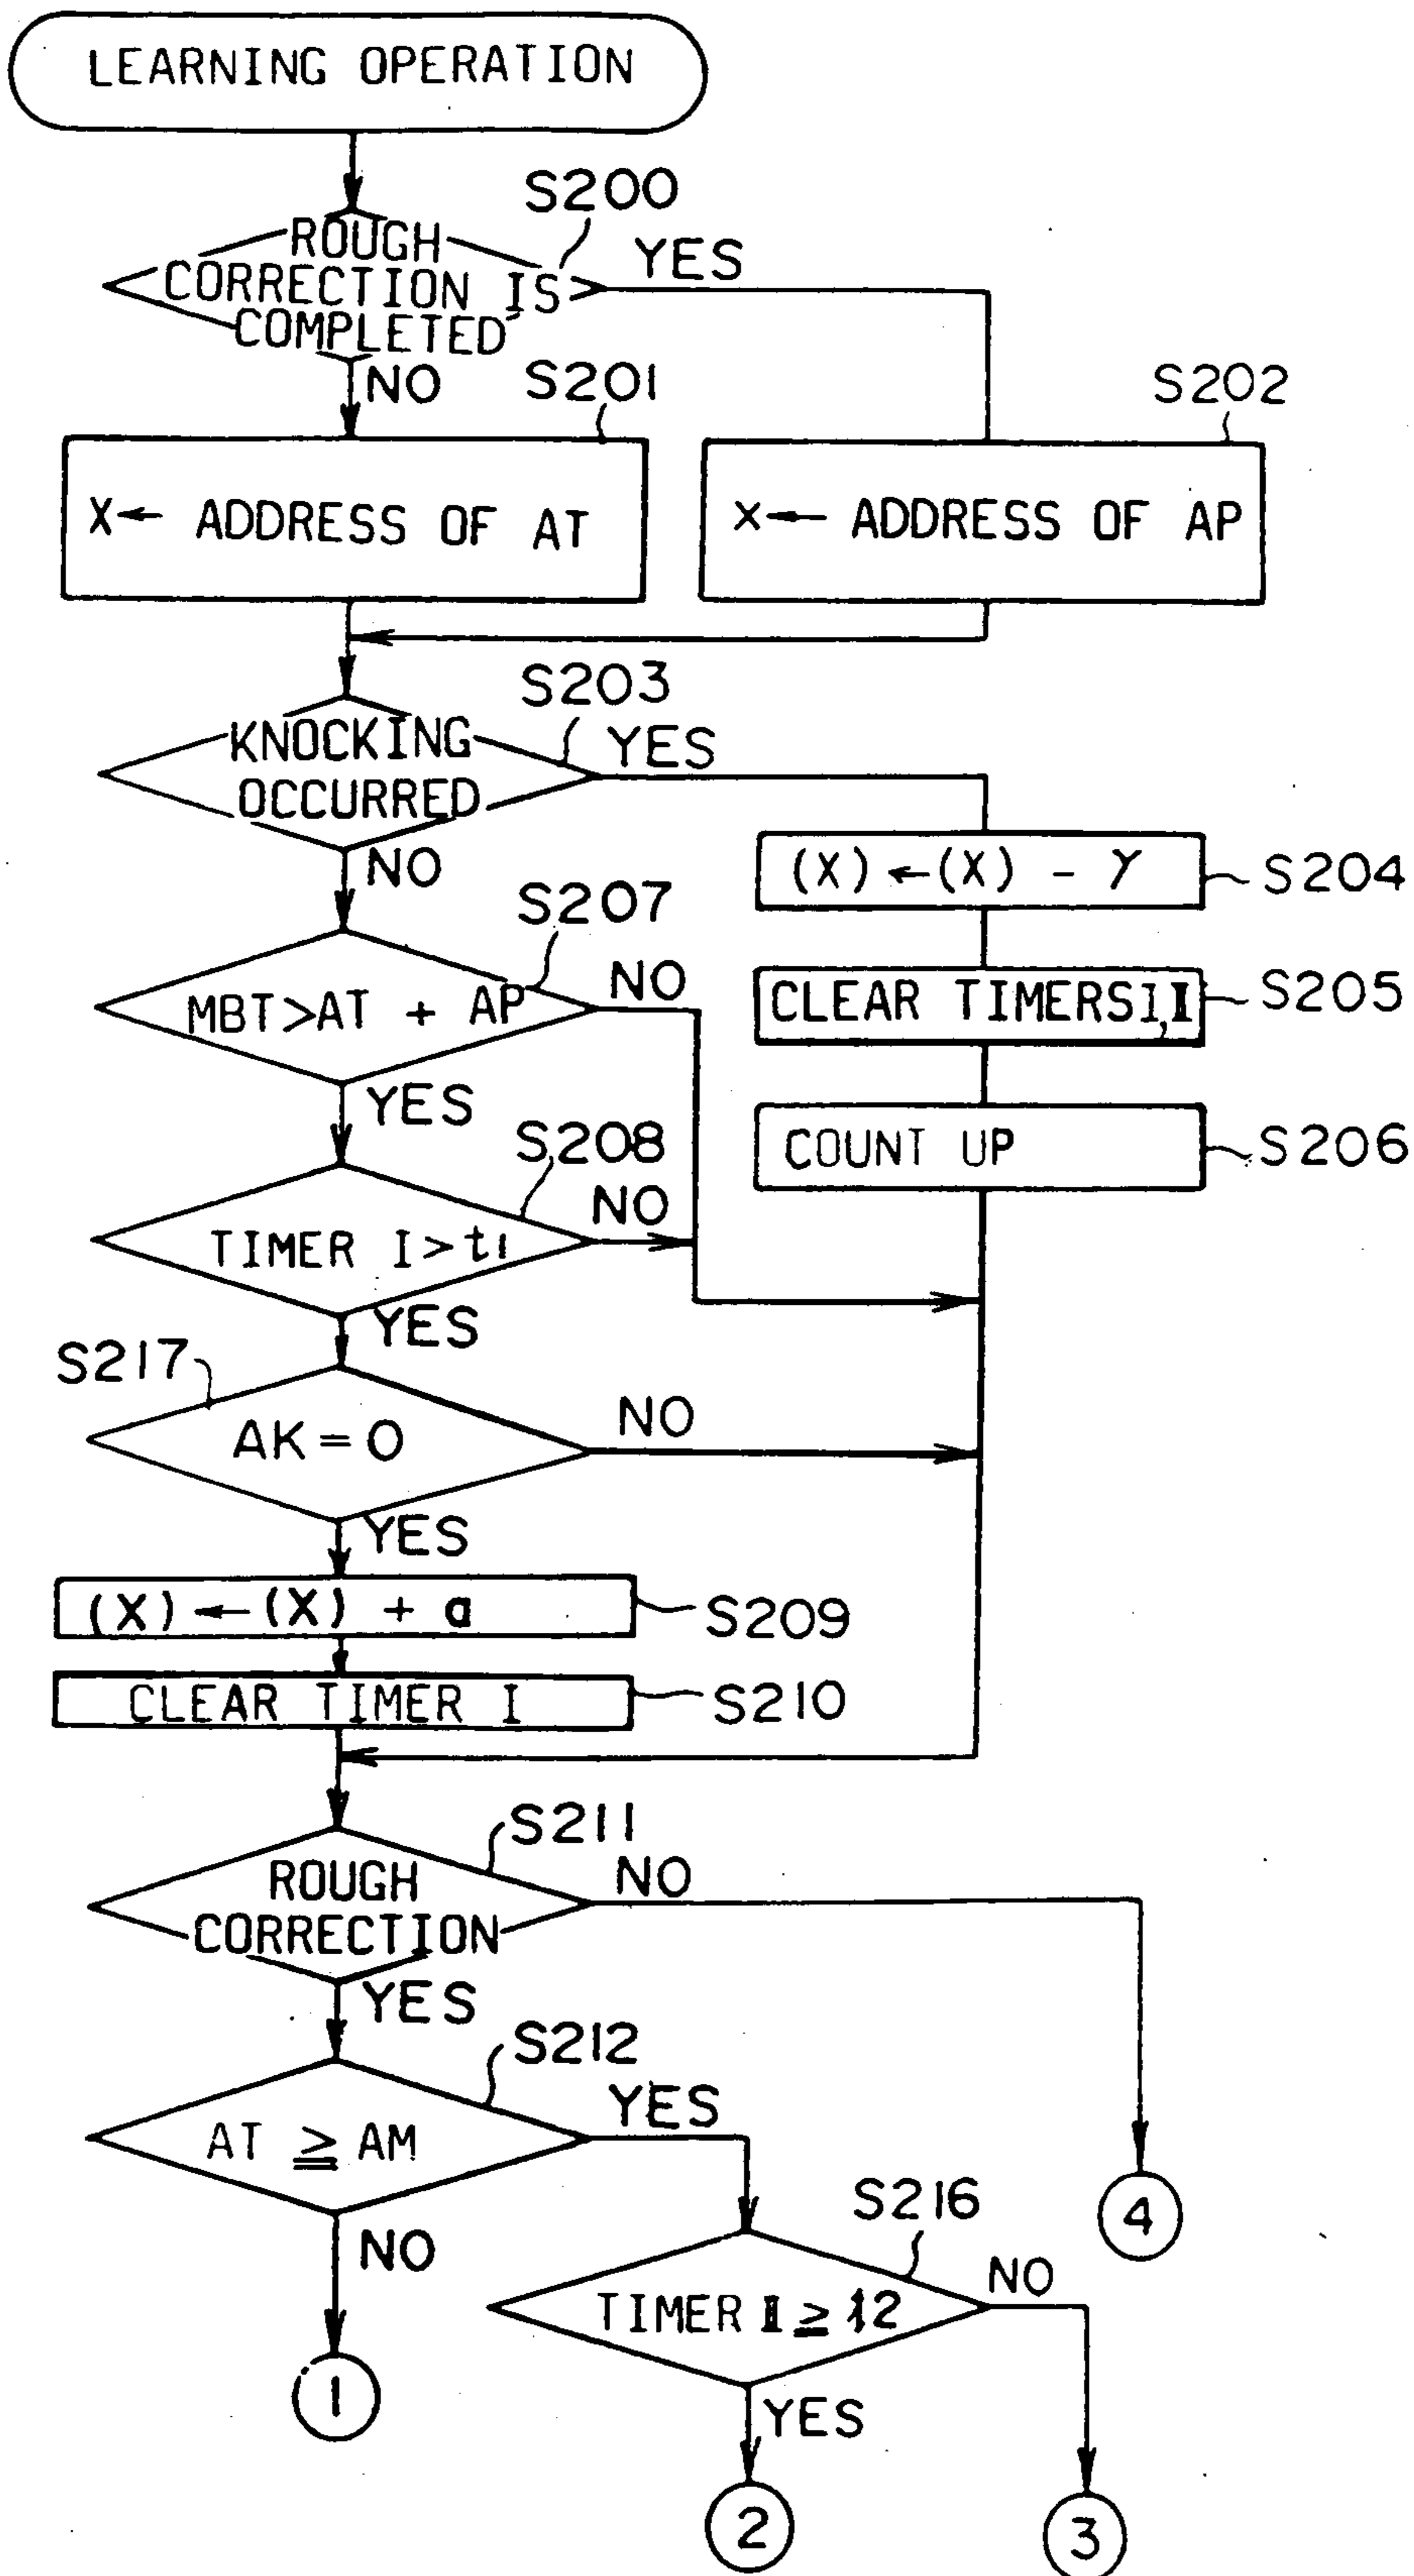 LEARNING OPERATION
S200
ROUGH
CORRECTION IS
COMPLETED
YES
NO
S201
S202
X← ADDRESS OF AT
X← ADDRESS OF AP
S203
KNOCKING
OCCURRED
YES
NO
(X)←(X) - γ
S204
S207
MBT>AT + AP
NO
CLEAR TIMERS I,II
S205
YES
COUNT UP
S206
S208
TIMER I>t1
NO
YES
S217
AK=0
NO
YES
(X)←(X) + a
S209
CLEAR TIMER I
S210
S211
ROUGH
CORRECTION
NO
YES
S212
AT ≧ AM
YES
NO
S216
4
TIMER II ≧ t2
NO
1
YES
2
3